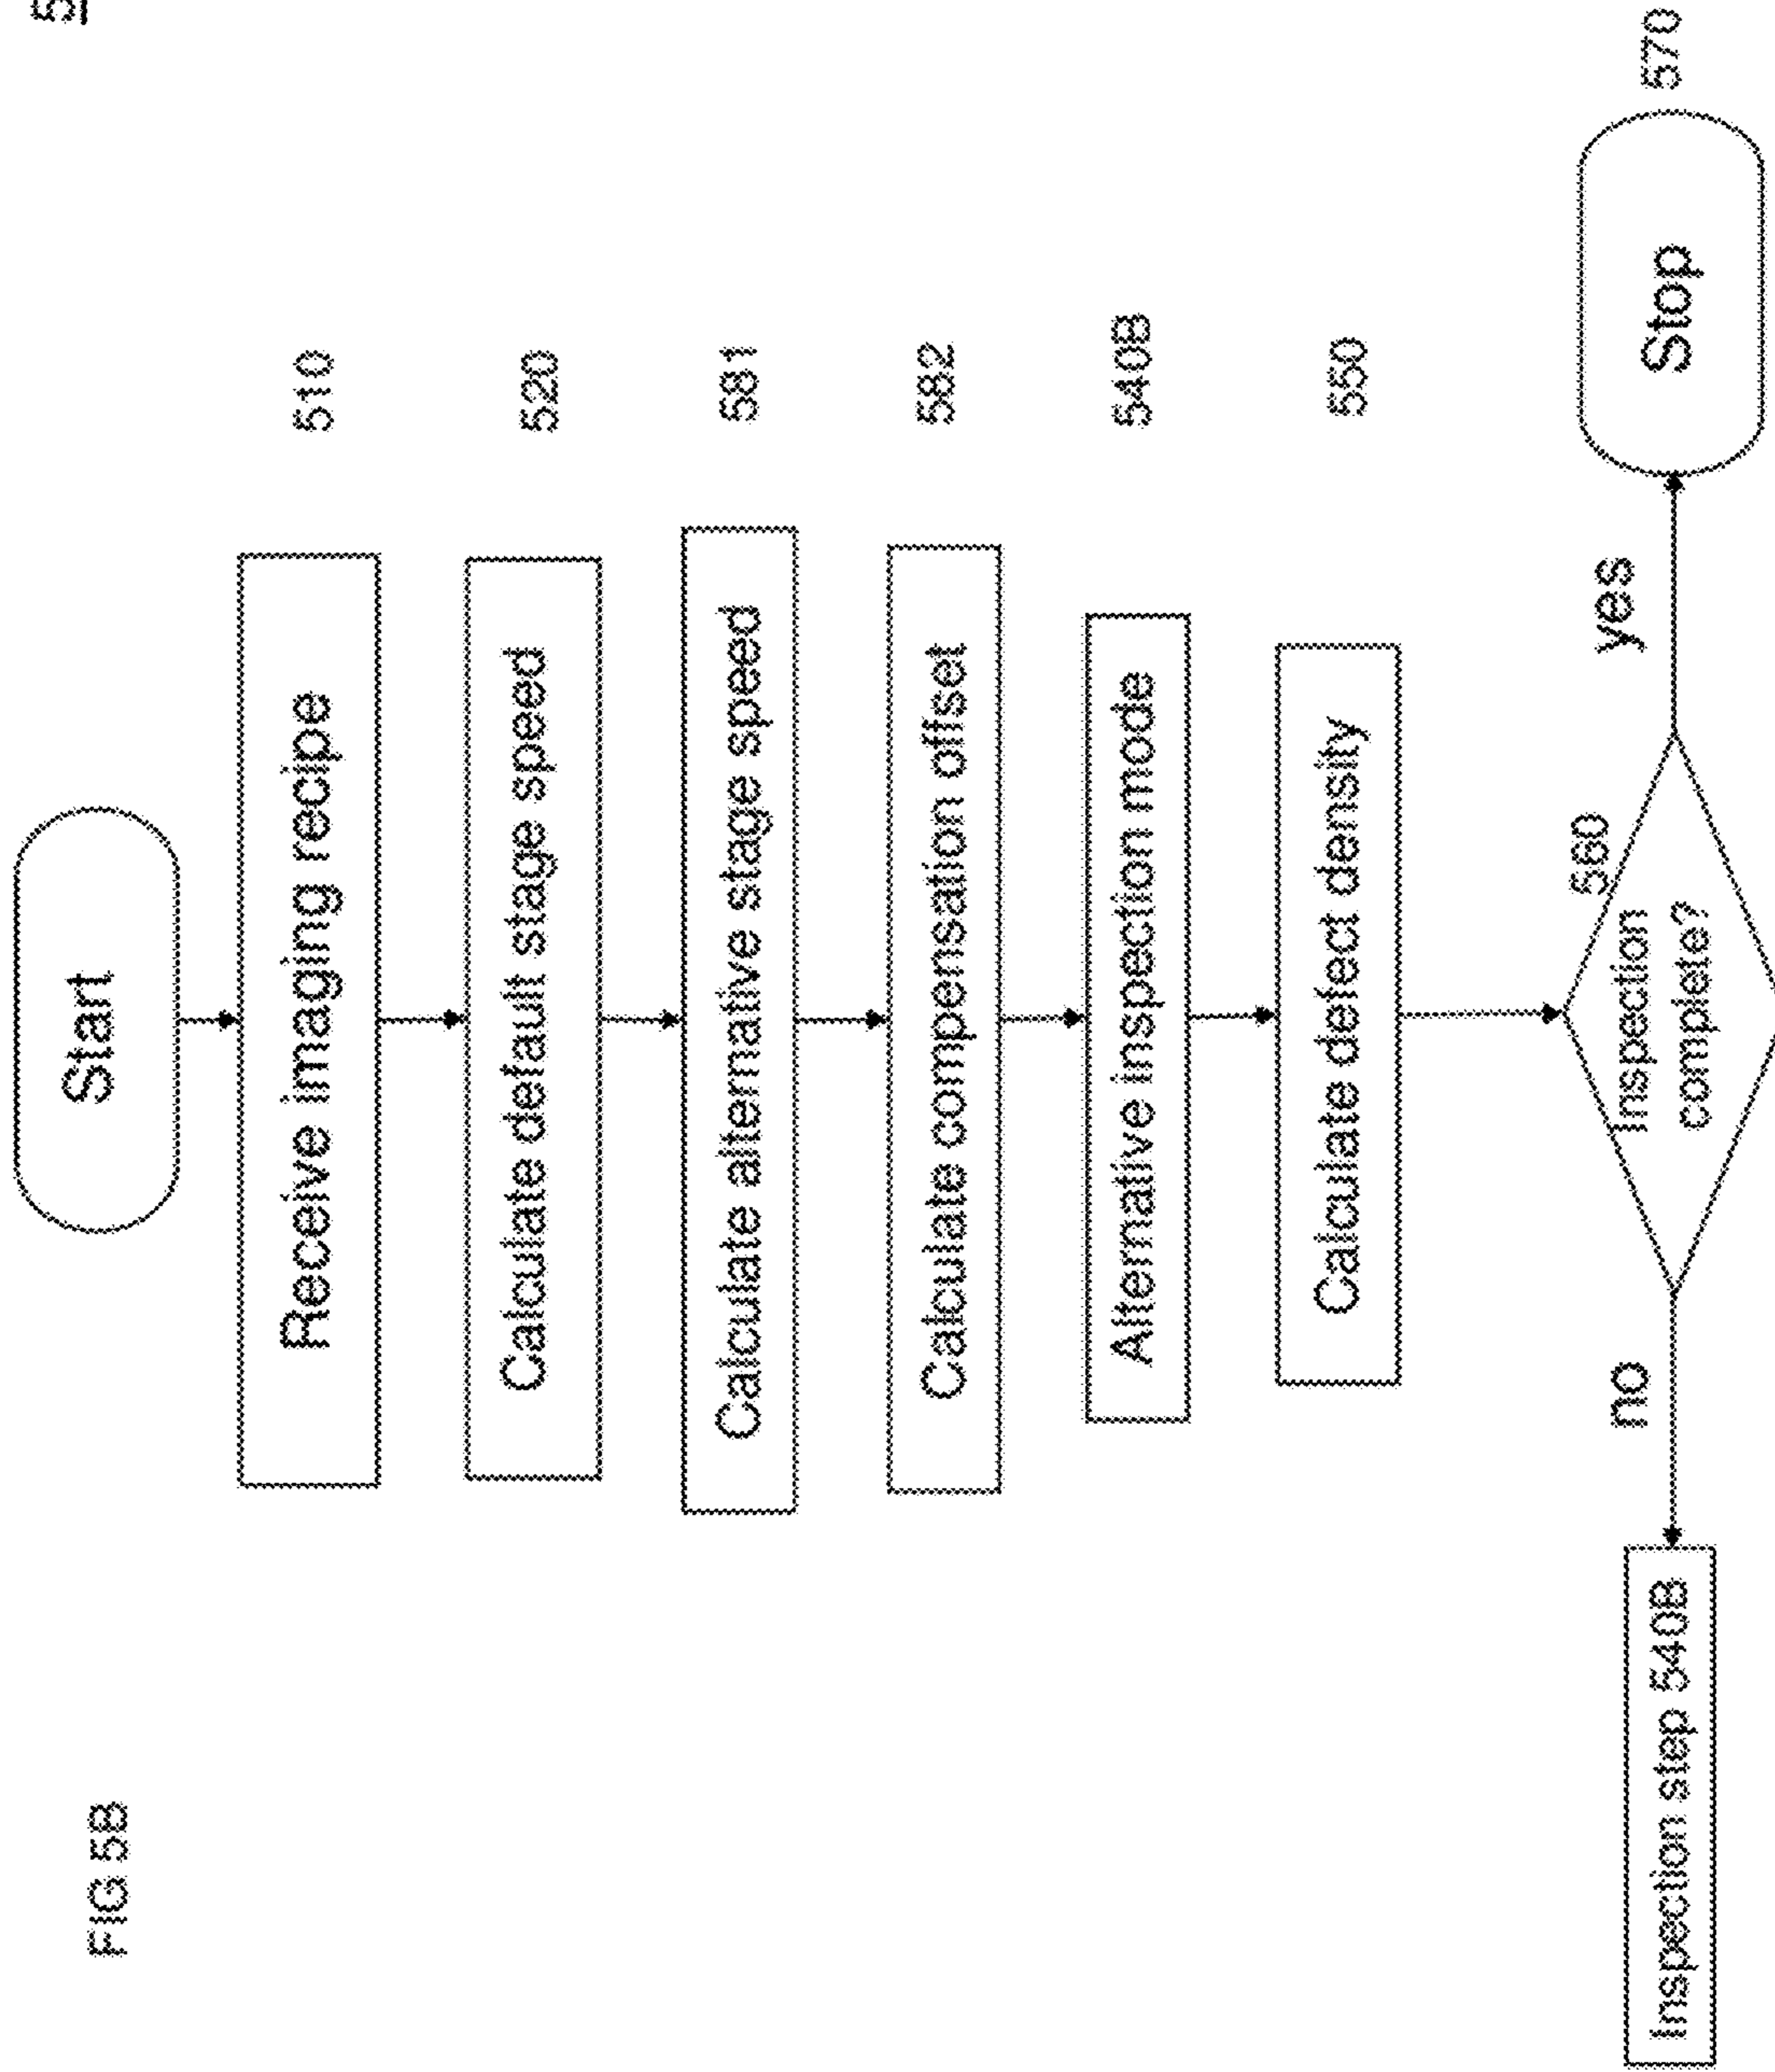 FIG 5B
Start
Receive imaging recipe
510
Calculate default stage speed
520
Calculate alternative stage speed
581
Calculate compensation offset
582
Alternative inspection mode
540B
Calculate defect density
550
560
Inspection
complete?
no
yes
Inspection step 540B
Stop
570